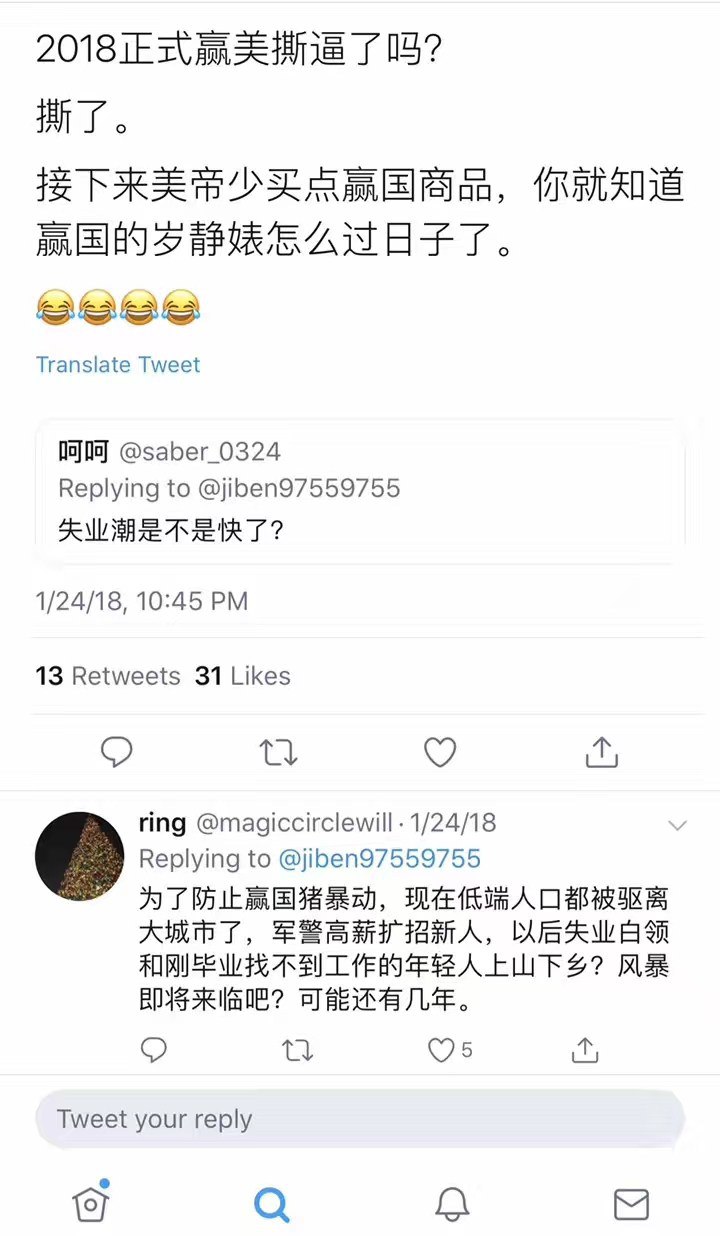 2018正式赢美撕逼了吗?
撕了。
接下来美帝少买点赢国商品，你就知道
赢国的岁静婊怎么过日子了。
😂😂😂😂
Translate Tweet
呵呵 @saber_0324
Replying to @jiben97559755
失业潮是不是快了?
1/24/18, 10:45 PM
13 Retweets 31 Likes
ring @magiccirclewill · 1/24/18
Replying to @jiben97559755
为了防止赢国猪暴动，现在低端人口都被驱离
大城市了，军警高薪扩招新人，以后失业白领
和刚毕业找不到工作的年轻人上山下乡？风暴
即将来临吧？可能还有几年。
5
Tweet your reply